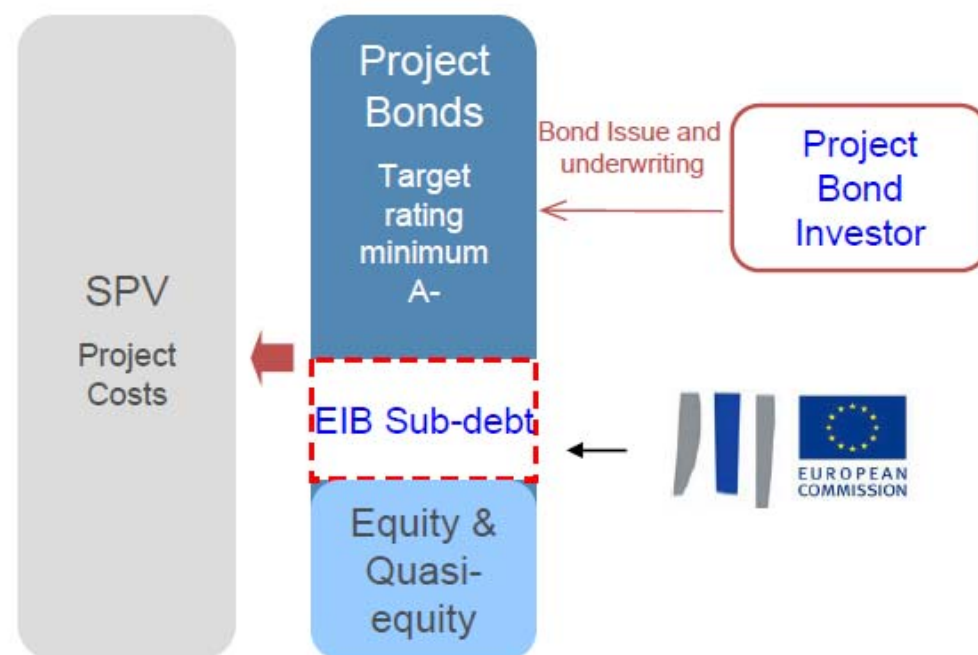 SPV
Project
Costs
Project
Bonds
Target
rating
minimum
A-
EIB Sub-debt
Equity &
Quasi-
equity
Bond Issue and
underwriting
Project
Bond
Investor
EUROPEAN
COMMISSION